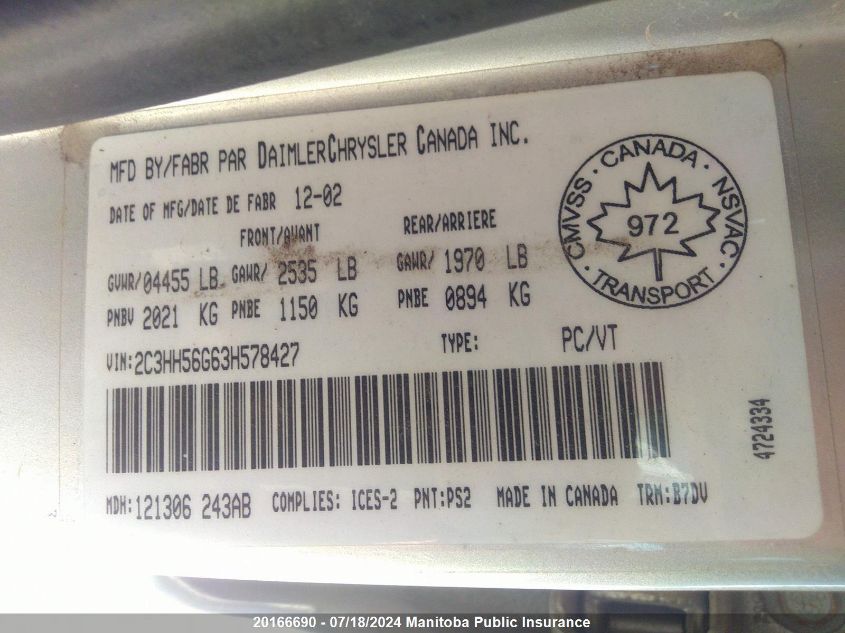 MFD BY/FABR PAR DAIMLERCHRYSLER CANADA INC.
DATE OF MFG/DATE DE FABR 12-02
FRONT/AVANT REAR/ARRIERE
GVWR/04455 LB GAWR/ 2535 LB GAWR/ 1970 LB
PNBV 2021 KG PNBE 1150 KG PNBE 0894 KG
VIN:2C3HH56G63H578427 TYPE: PC/VT
MDH:121306 243AB COMPLIES: ICES-2 PNT:PS2 MADE IN CANADA TRM:B7DV
4724334
· CANADA · NSVAC · TRANSPORT · CMVSS
972
20166690 - 07/18/2024 Manitoba Public Insurance